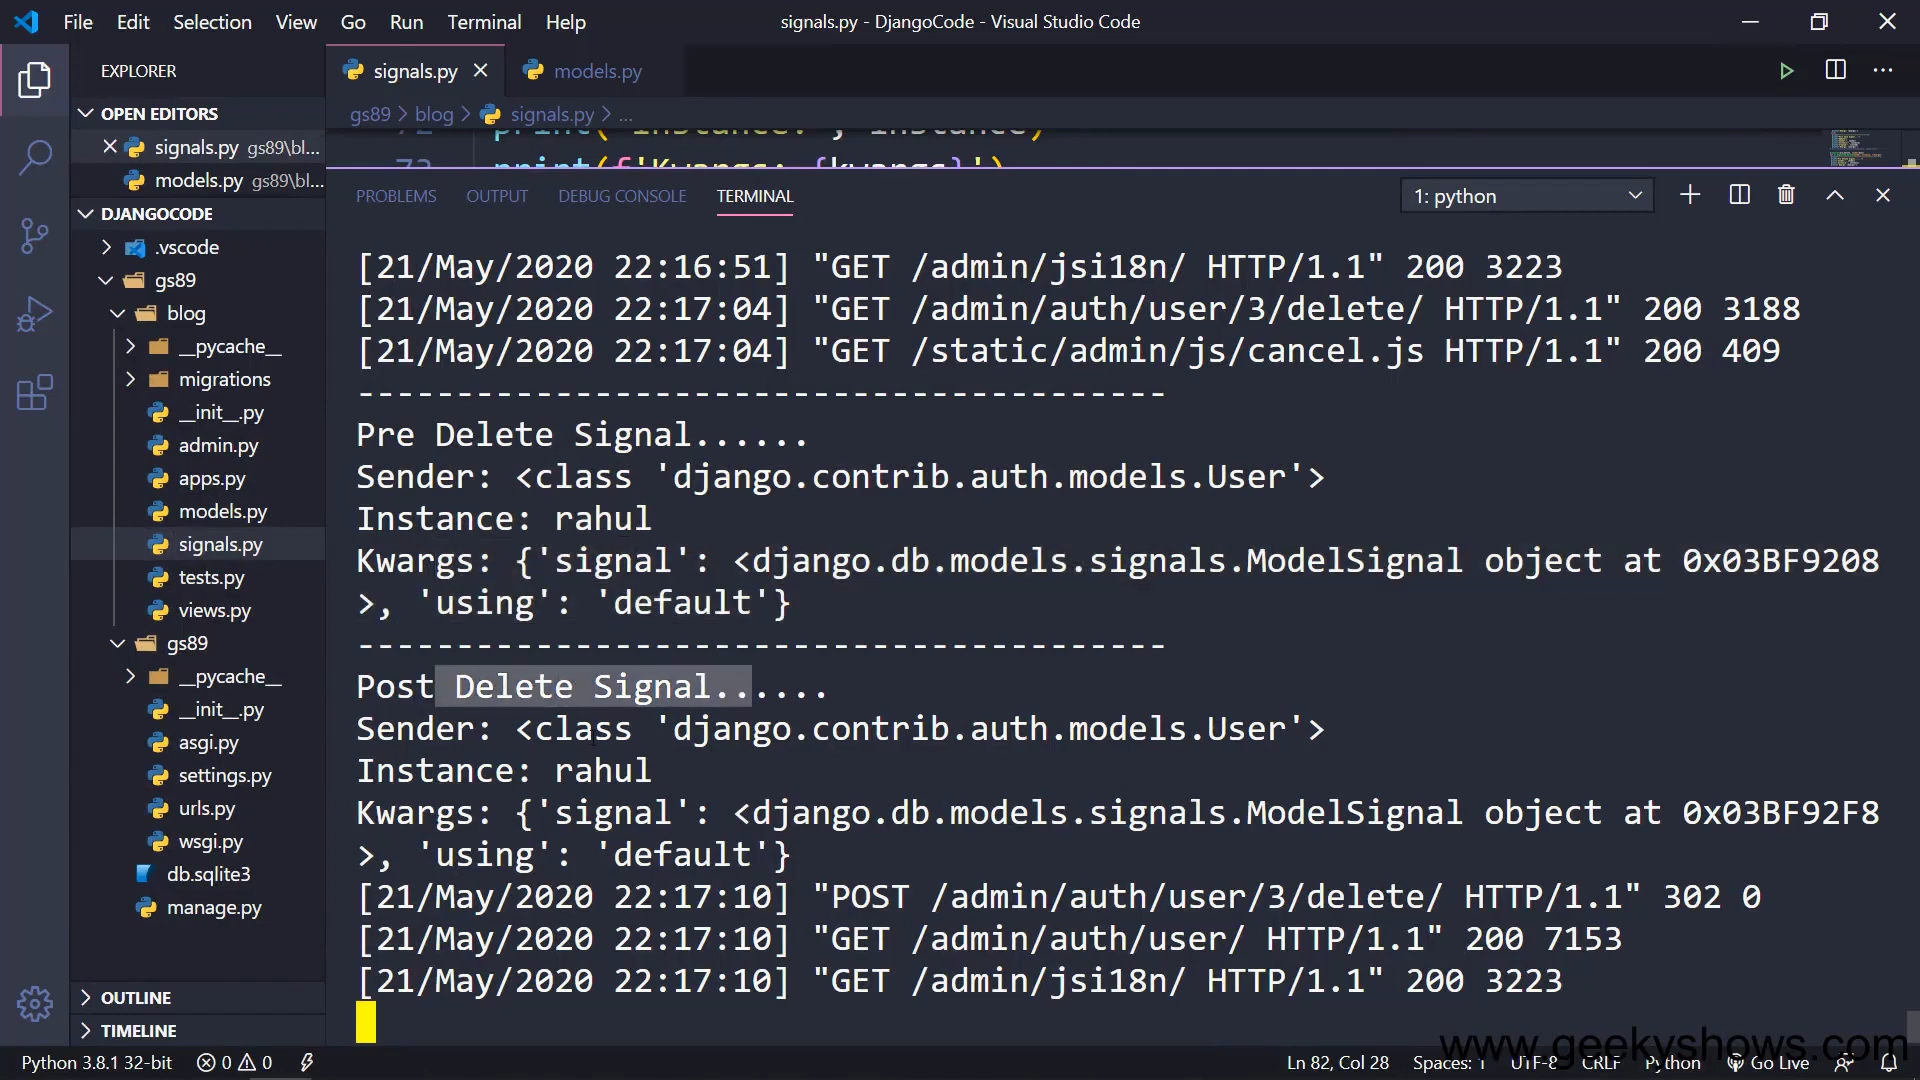 File Edit Selection View Go Run Terminal Help
signals.py - DjangoCode - Visual Studio Code
EXPLORER
signals.py
models.py
OPEN EDITORS
gs89 > blog > signals.py > ...
signals.py gs89\bl...
models.py gs89\bl...
72 print('Instance:', instance)
73 print(f'Kwargs: {kwargs}')
PROBLEMS OUTPUT DEBUG CONSOLE TERMINAL
1: python
DJANGOCODE
.vscode
gs89
blog
__pycache__
migrations
__init__.py
admin.py
apps.py
models.py
signals.py
tests.py
views.py
gs89
__pycache__
__init__.py
asgi.py
settings.py
urls.py
wsgi.py
db.sqlite3
manage.py
OUTLINE
TIMELINE
[21/May/2020 22:16:51] "GET /admin/jsi18n/ HTTP/1.1" 200 3223
[21/May/2020 22:17:04] "GET /admin/auth/user/3/delete/ HTTP/1.1" 200 3188
[21/May/2020 22:17:04] "GET /static/admin/js/cancel.js HTTP/1.1" 200 409
-----------------------------------------
Pre Delete Signal......
Sender: <class 'django.contrib.auth.models.User'>
Instance: rahul
Kwargs: {'signal': <django.db.models.signals.ModelSignal object at 0x03BF9208
>, 'using': 'default'}
-----------------------------------------
Post Delete Signal......
Sender: <class 'django.contrib.auth.models.User'>
Instance: rahul
Kwargs: {'signal': <django.db.models.signals.ModelSignal object at 0x03BF92F8
>, 'using': 'default'}
[21/May/2020 22:17:10] "POST /admin/auth/user/3/delete/ HTTP/1.1" 302 0
[21/May/2020 22:17:10] "GET /admin/auth/user/ HTTP/1.1" 200 7153
[21/May/2020 22:17:10] "GET /admin/jsi18n/ HTTP/1.1" 200 3223
www.geekyshows.com
Python 3.8.1 32-bit 0 0 Ln 82, Col 28 Spaces: 1 UTF-8 CRLF Python Go Live